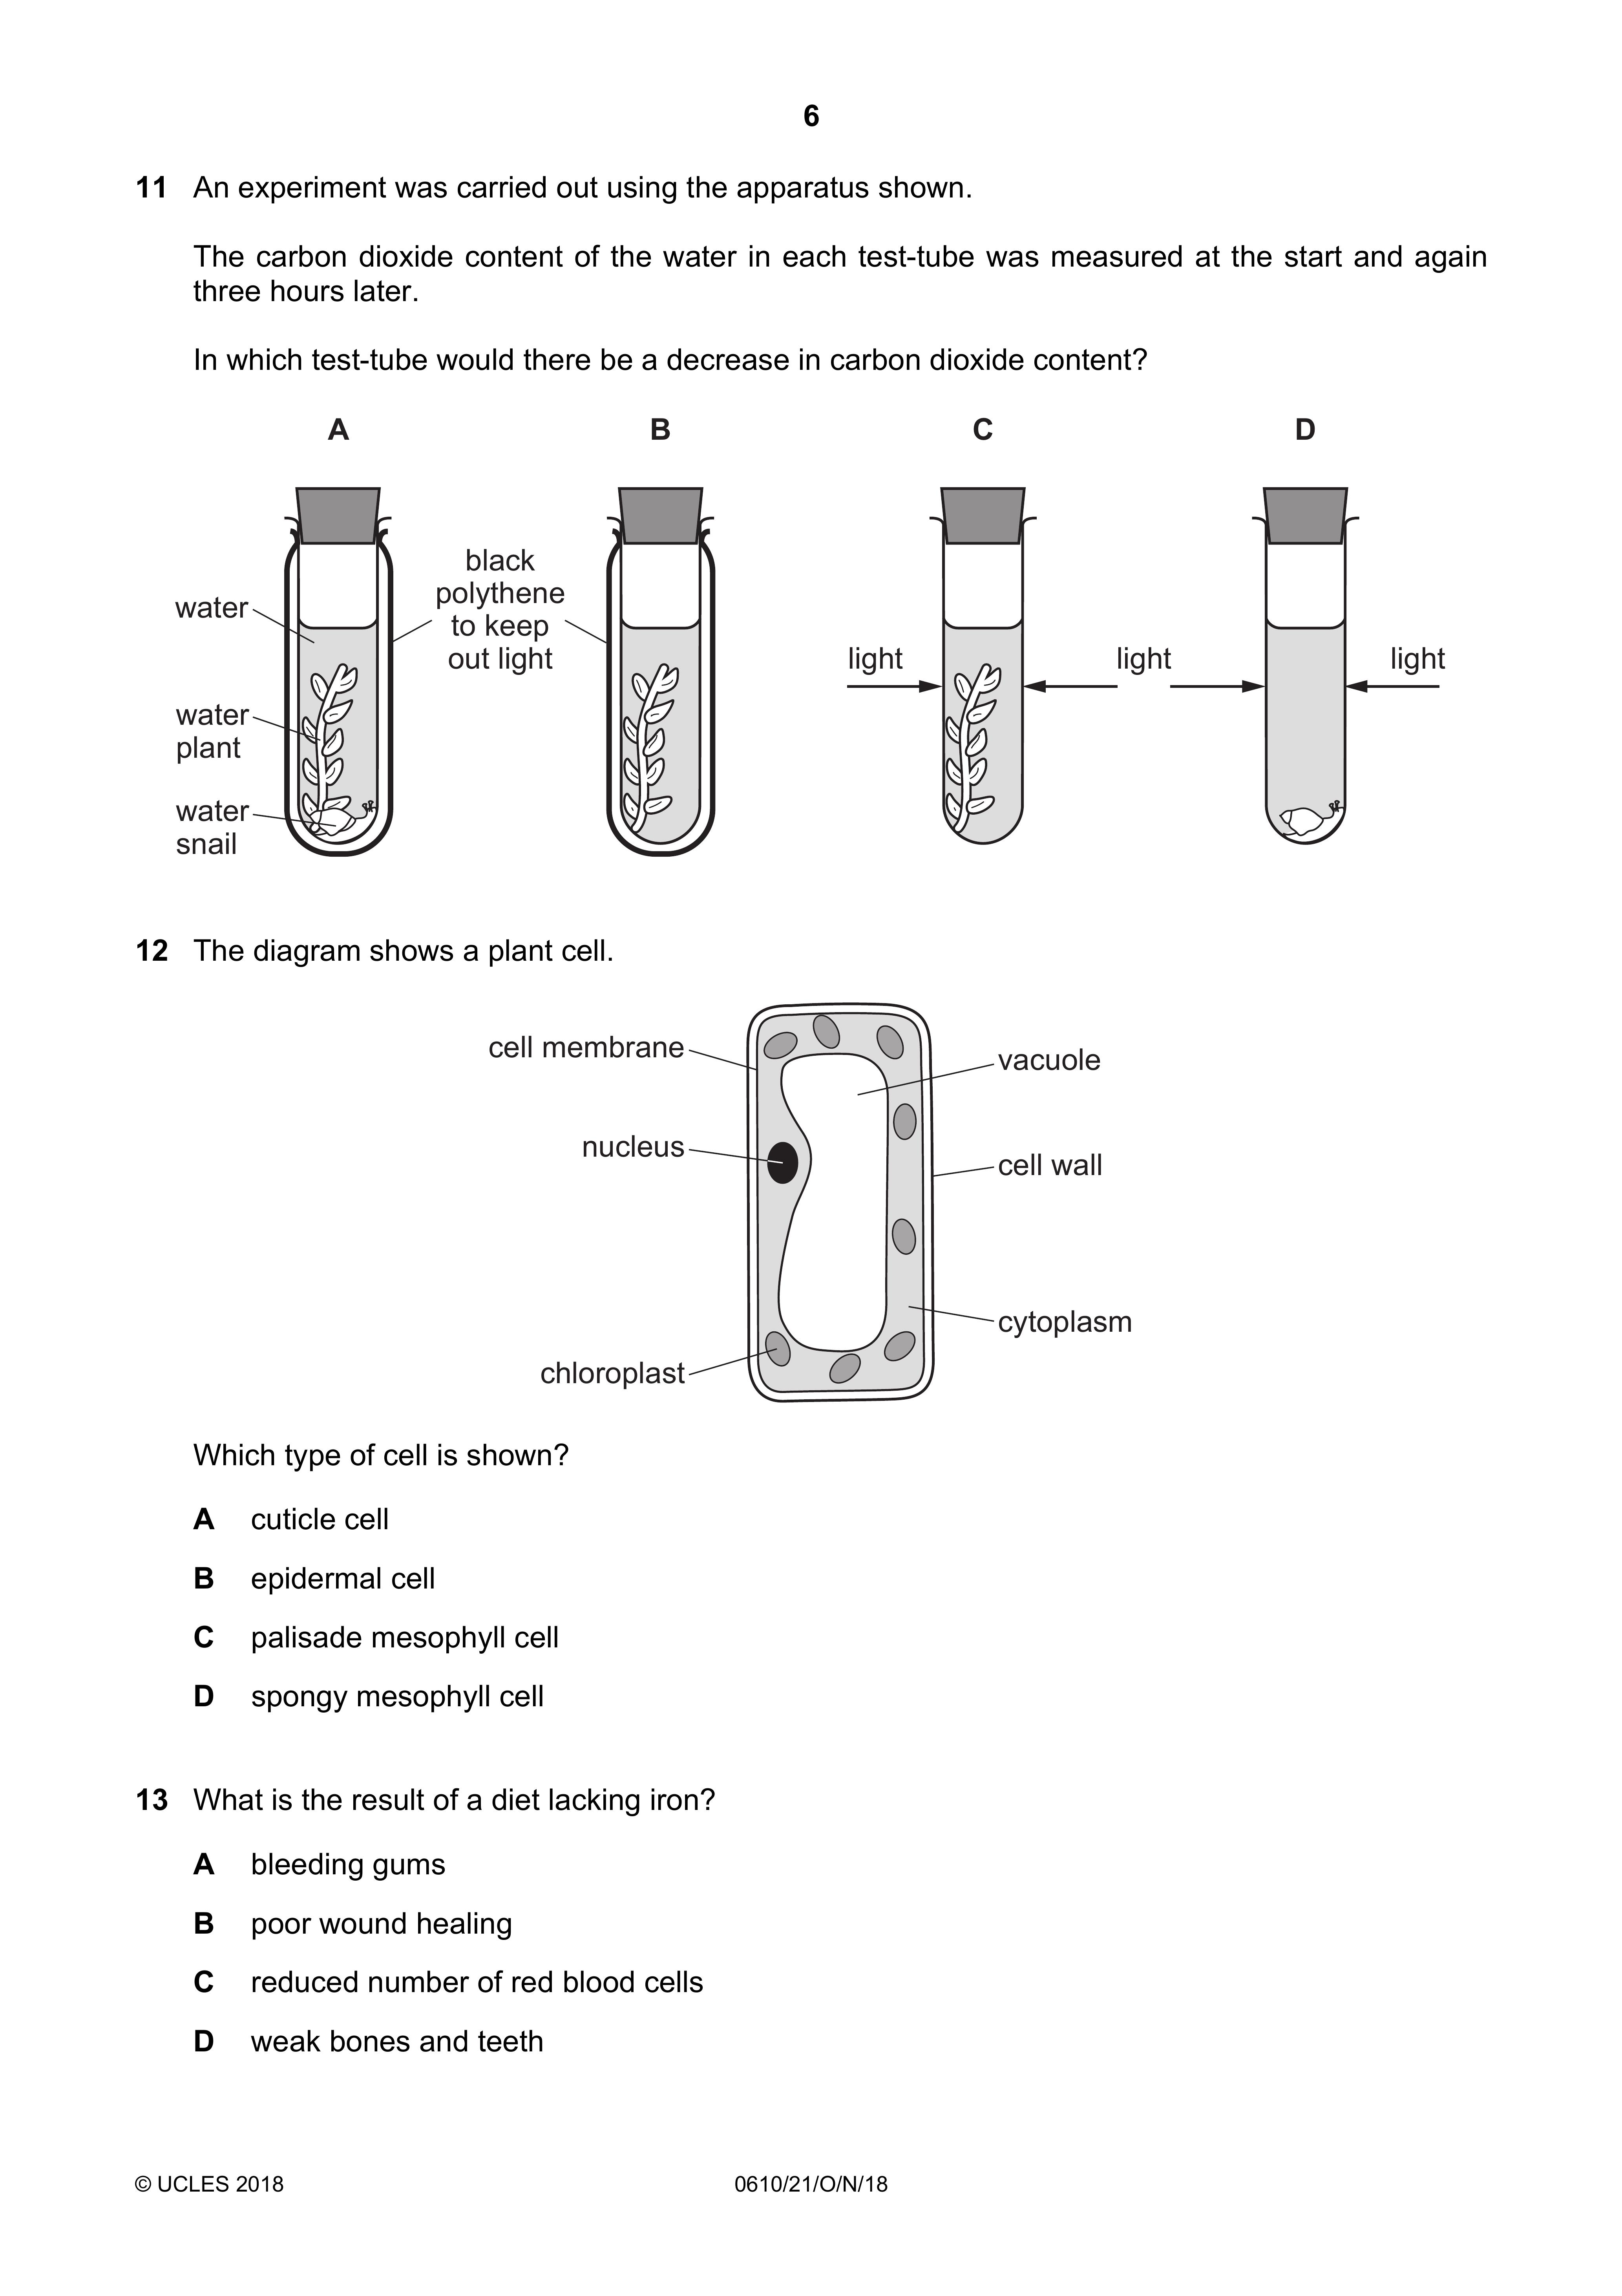 6
11 An experiment was carried out using the apparatus shown.
The carbon dioxide content of the water in each test-tube was measured at the start and again
three hours later.
In which test-tube would there be a decrease in carbon dioxide content?
A B C D
water
water
plant
water
snail
black
polythene
to keep
out light
light light light
12 The diagram shows a plant cell.
cell membrane
nucleus
chloroplast
vacuole
cell wall
cytoplasm
Which type of cell is shown?
A cuticle cell
B epidermal cell
C palisade mesophyll cell
D spongy mesophyll cell
13 What is the result of a diet lacking iron?
A bleeding gums
B poor wound healing
C reduced number of red blood cells
D weak bones and teeth
© UCLES 2018 0610/21/O/N/18